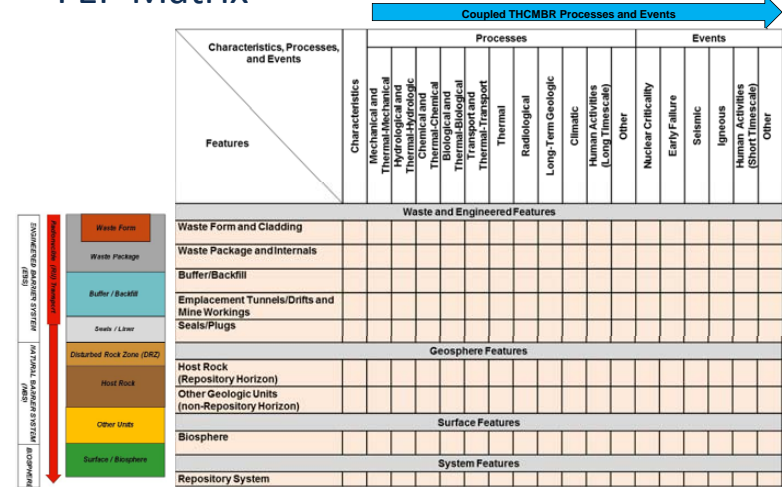 FEP Matrix
Coupled THCMBR Processes and Events
Characteristics, Processes,
and Events
Features
Characteristics
Processes
Mechanical and
Thermal-Mechanical
Hydrological and
Thermal-Hydrologic
Chemical and
Thermal-Chemical
Biological and
Thermal-Biological
Transport and
Thermal-Transport
Thermal
Radiological
Long-Term Geologic
Climatic
Human Activities
(Long Timescale)
Other
Events
Nuclear Criticality
Early Failure
Seismic
Igneous
Human Activities
(Short Timescale)
Other
Waste and Engineered Features
Waste Form and Cladding
Waste Package and Internals
Buffer/Backfill
Emplacement Tunnels/Drifts and
Mine Workings
Seals/Plugs
Geosphere Features
Host Rock
(Repository Horizon)
Other Geologic Units
(non-Repository Horizon)
Surface Features
Biosphere
System Features
Repository System
ENGINEERED BARRIER SYSTEM
(EBS)
NATURAL BARRIER SYSTEM
(NBS)
BIOSPHERE
Radionuclide (RN) Transport
Waste Form
Waste Package
Buffer / Backfill
Seals / Liner
Disturbed Rock Zone (DRZ)
Host Rock
Other Units
Surface / Biosphere